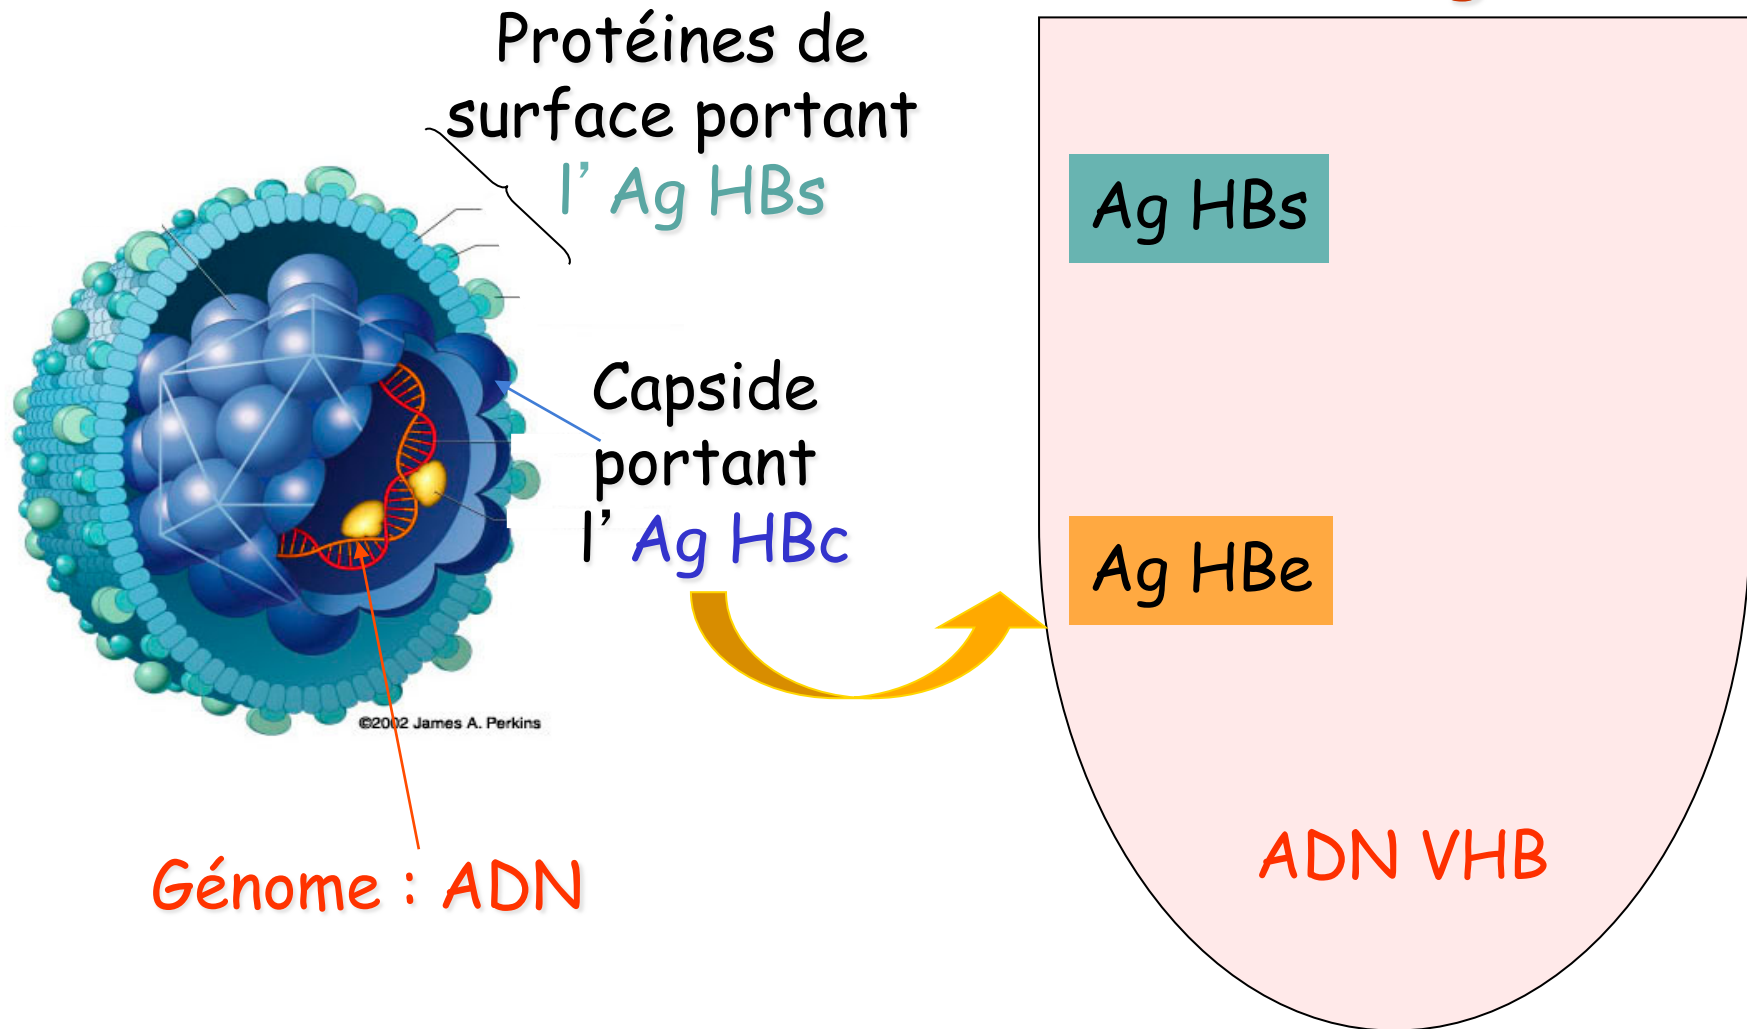 Protéines de
surface portant
l’ Ag HBs
Capside
portant
l’ Ag HBc
©2002 James A. Perkins
Génome : ADN
Ag HBs
Ag HBe
ADN VHB